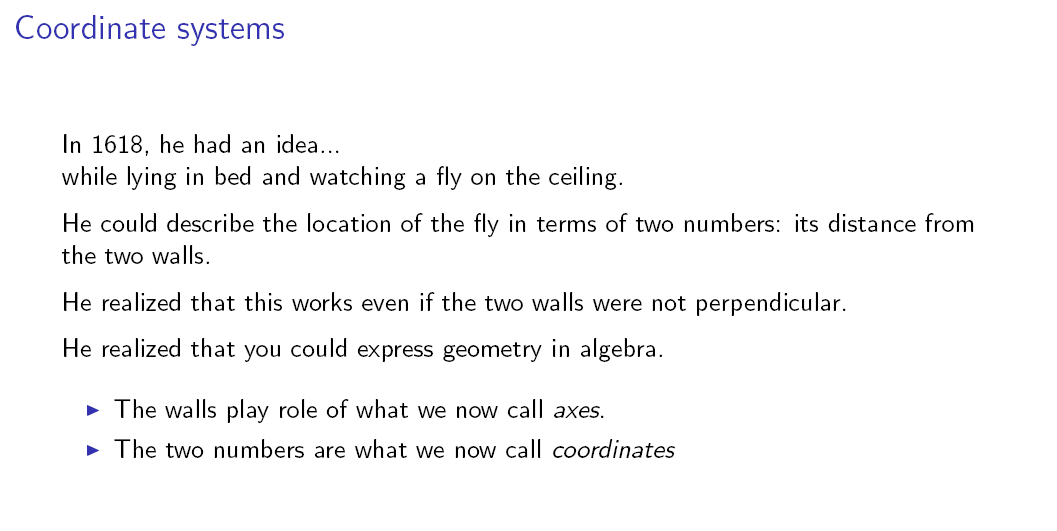 Coordinate systems
In 1618, he had an idea...
while lying in bed and watching a fly on the ceiling.
He could describe the location of the fly in terms of two numbers: its distance from
the two walls.
He realized that this works even if the two walls were not perpendicular.
He realized that you could express geometry in algebra.
▶ The walls play role of what we now call axes.
▶ The two numbers are what we now call coordinates